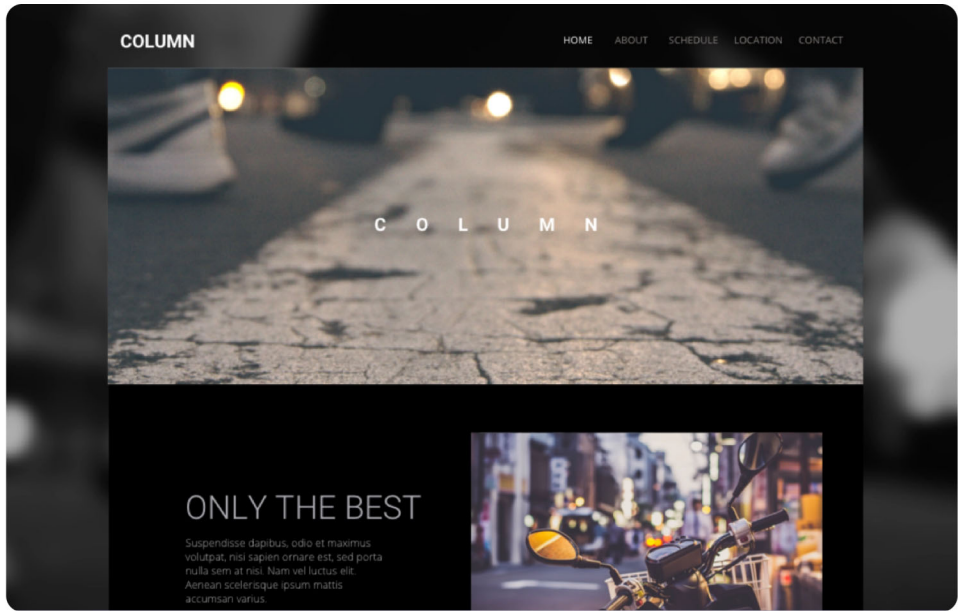 COLUMN
HOME ABOUT SCHEDULE LOCATION CONTACT
C O L U M N
ONLY THE BEST
Suspendisse dapibus, odio et maximus
volutpat, nisi sapien ornare est, sed porta
nulla sem at nisi. Nam vel luctus elit.
Aenean scelerisque ipsum mattis
accumsan varius.